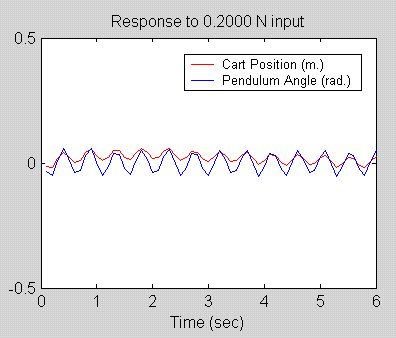 Response to 0.2000 N input
0.5
Cart Position (m.)
Pendulum Angle (rad.)
0
-0.5
0 1 2 3 4 5 6
Time (sec)